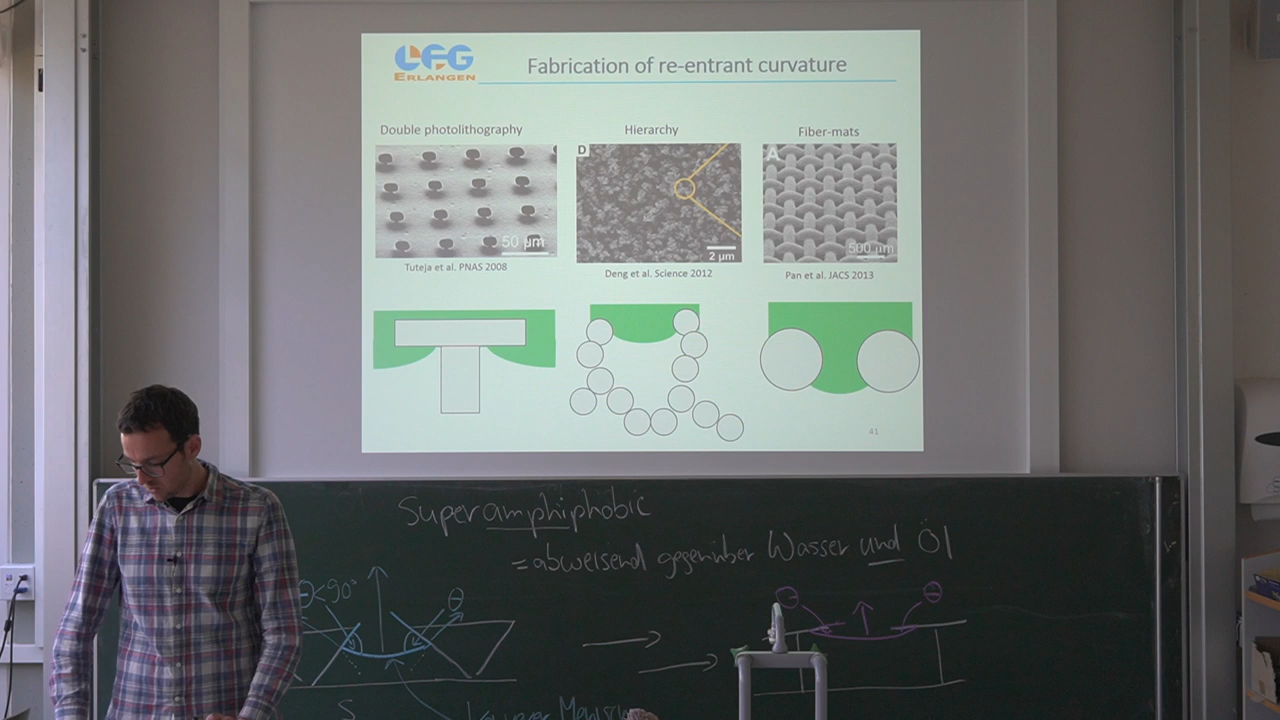 LFG
ERLANGEN
Fabrication of re-entrant curvature
Double photolithography
Hierarchy
Fiber-mats
D
A
50 µm
2 µm
500 µm
Tuteja et al. PNAS 2008
Deng et al. Science 2012
Pan et al. JACS 2013
41
Superamphiphobic
=abweisend gegenüber Wasser und Öl
Θ<90°
Θ
Θ
Θ
S